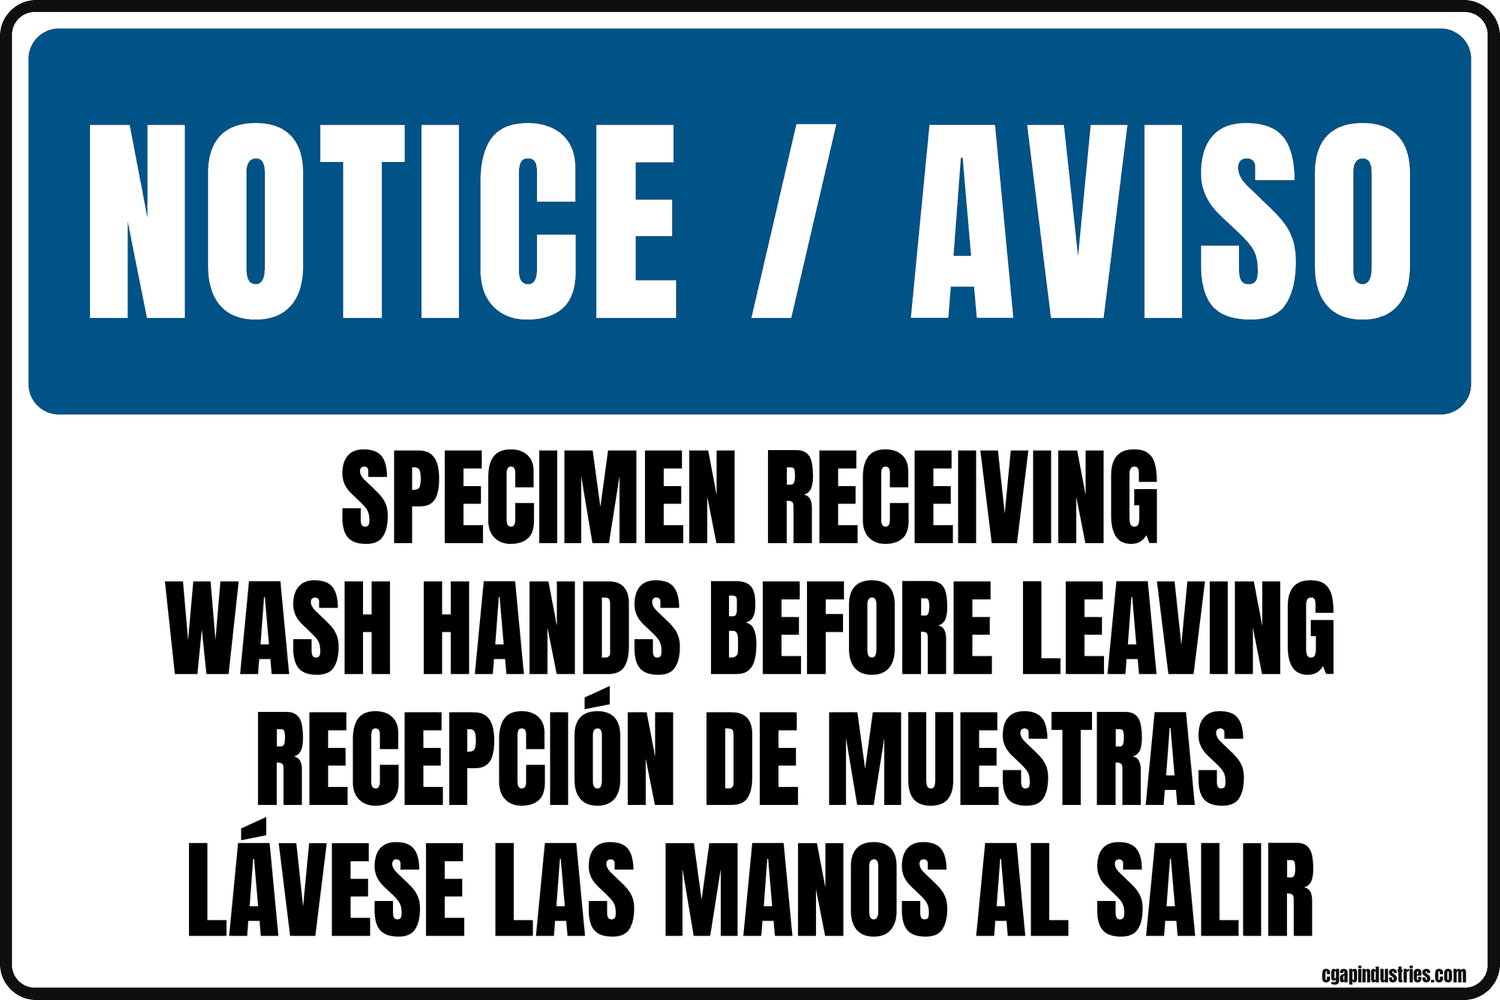 NOTICE / AVISO
SPECIMEN RECEIVING
WASH HANDS BEFORE LEAVING
RECEPCIÓN DE MUESTRAS
LÁVESE LAS MANOS AL SALIR
cgapindustries.com